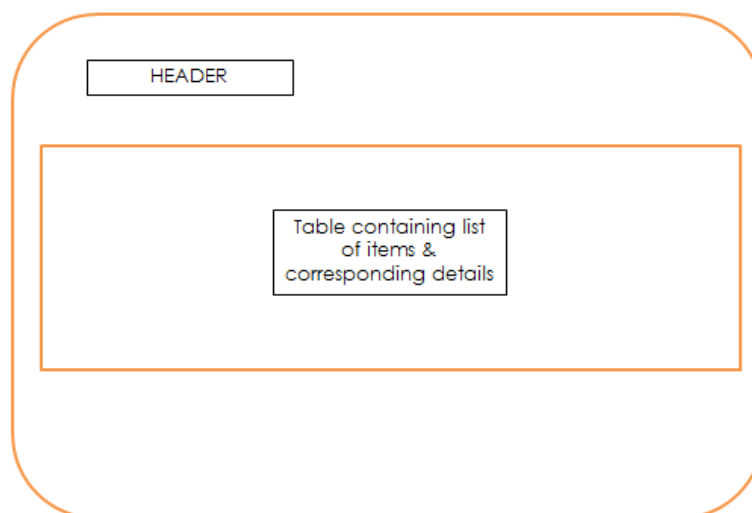 HEADER
Table containing list
of items &
corresponding details